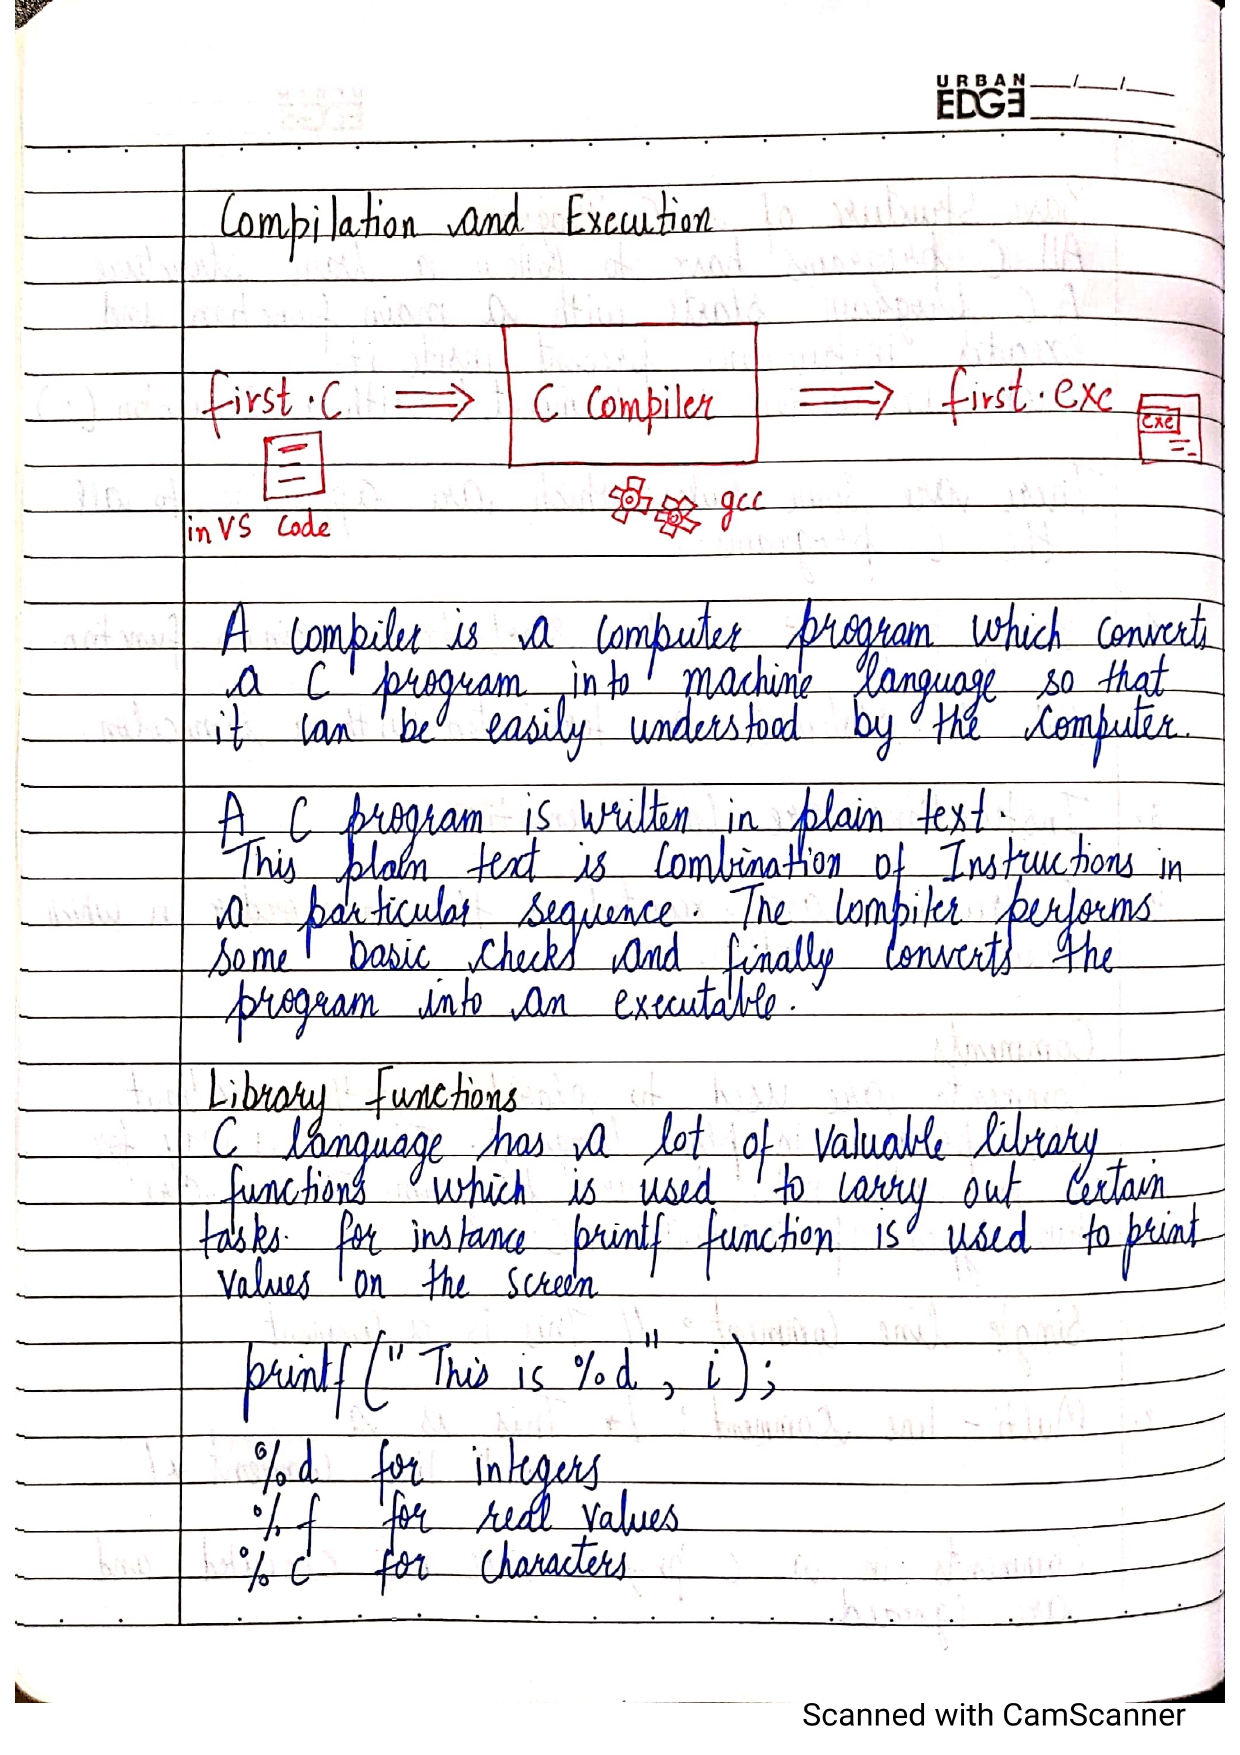 URBAN
EDGE
Compilation and Execution
first.C ⟹ C Compiler ⟹ first.exe
exe
gcc
in VS Code
A compiler is a computer program which converts
a C program into machine language so that
it can be easily understood by the computer.
A C program is written in plain text.
This plain text is combination of Instructions in
a particular sequence. The compiler performs
some basic checks and finally converts the
program into an executable.
Library Functions
C language has a lot of valuable library
functions which is used to carry out certain
tasks. for instance printf function is used to print
values on the screen
printf (" This is %d", i);
%d for integers
%f for real values
%c for characters
Scanned with CamScanner